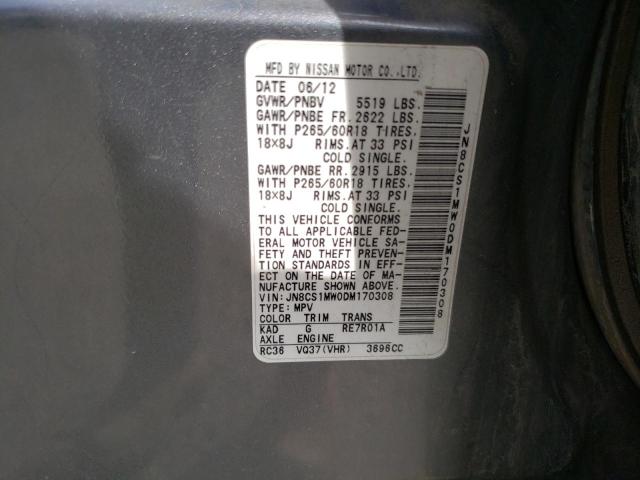 MFD BY NISSAN MOTOR CO.,LTD.
DATE 06/12
GVWR/PNBV 5519 LBS.
GAWR/PNBE FR. 2622 LBS.
WITH P265/60R18 TIRES,
18×8J RIMS. AT 33 PSI
COLD SINGLE.
GAWR/PNBE RR. 2915 LBS.
WITH P265/60R18 TIRES,
18×8J RIMS. AT 33 PSI
COLD SINGLE.
THIS VEHICLE CONFORMS
TO ALL APPLICABLE FED-
ERAL MOTOR VEHICLE SA-
FETY AND THEFT PREVEN-
TION STANDARDS IN EFF-
ECT ON THE DATE OF MA-
NUFACTURE SHOWN ABOVE.
VIN: JN8CS1MW0DM170308
TYPE: MPV
COLOR TRIM TRANS
KAD G RE7R01A
AXLE ENGINE
RC36 VQ37(VHR) 3696CC
JN8CS1MW0DM170308